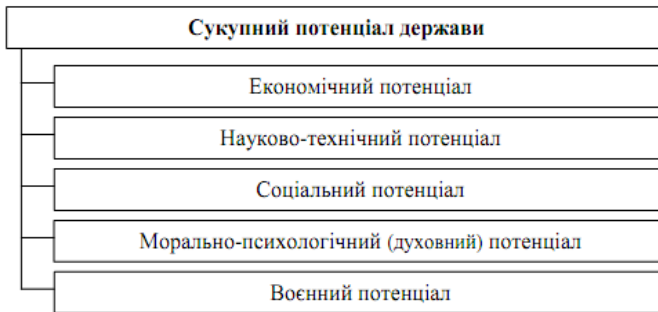 Сукупний потенціал держави
Економічний потенціал
Науково-технічний потенціал
Соціальний потенціал
Морально-психологічний (духовний) потенціал
Воєнний потенціал